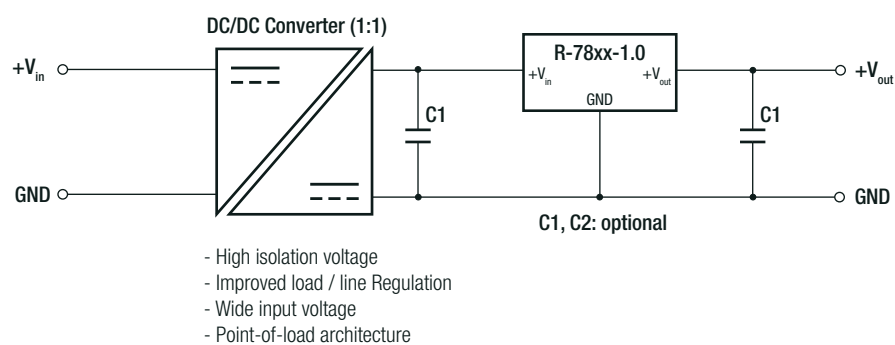 DC/DC Converter (1:1)
+Vin
R-78xx-1.0
+Vin
+Vout
GND
+Vout
C1
C1
GND
GND
C1, C2: optional
- High isolation voltage
- Improved load / line Regulation
- Wide input voltage
- Point-of-load architecture